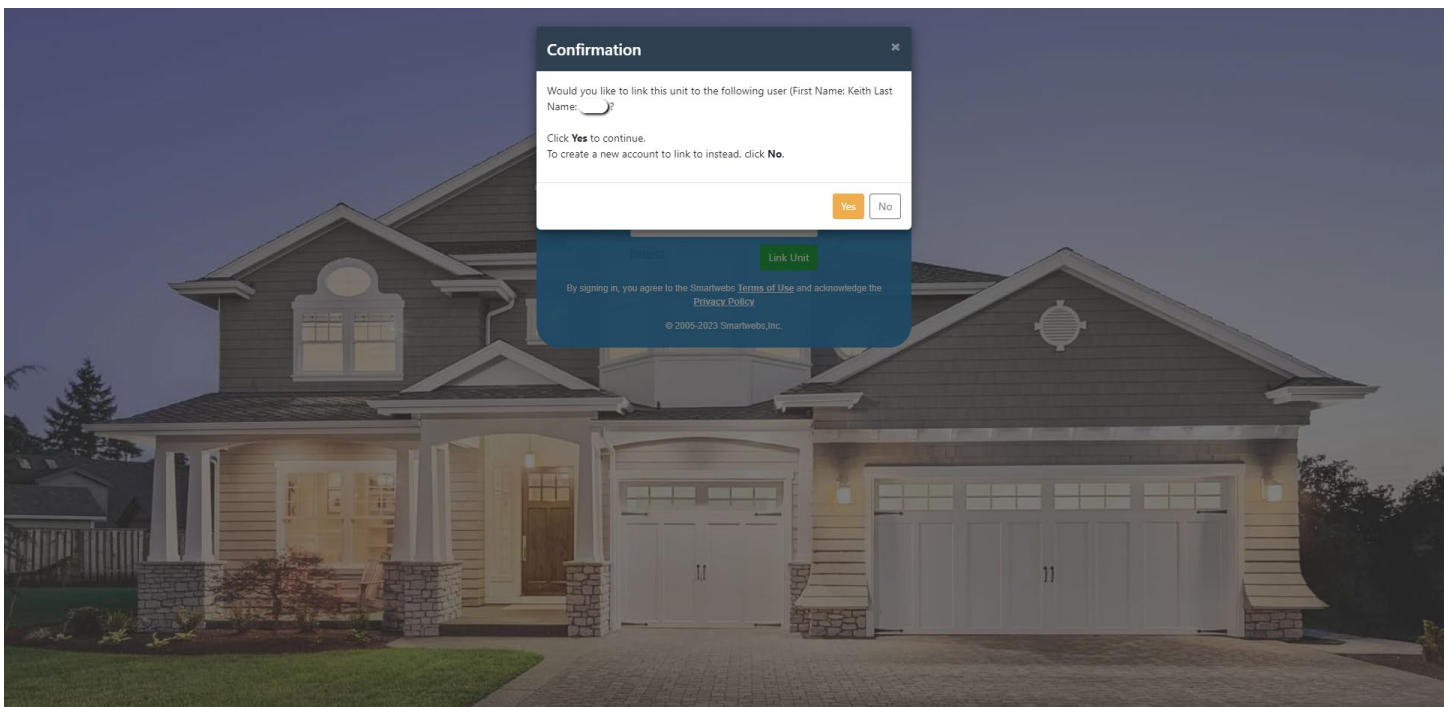 Confirmation
Would you like to link this unit to the following user (First Name: Keith Last
Name: )?
Click Yes to continue.
To create a new account to link to instead, click No.
Yes No
Link Unit
By signing in, you agree to the Smartwebs Terms of Use and acknowledge the
Privacy Policy
© 2005-2023 Smartwebs,Inc.